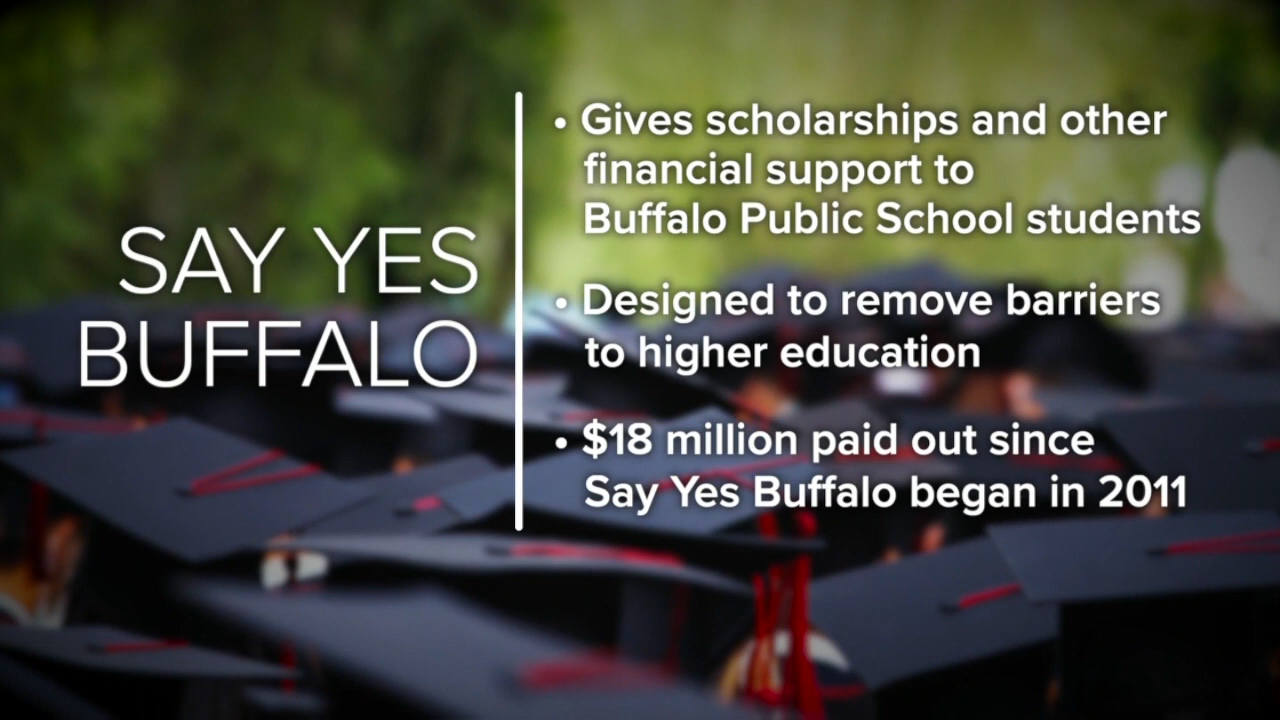 SAY YES
BUFFALO
• Gives scholarships and other
financial support to
Buffalo Public School students
• Designed to remove barriers
to higher education
• $18 million paid out since
Say Yes Buffalo began in 2011